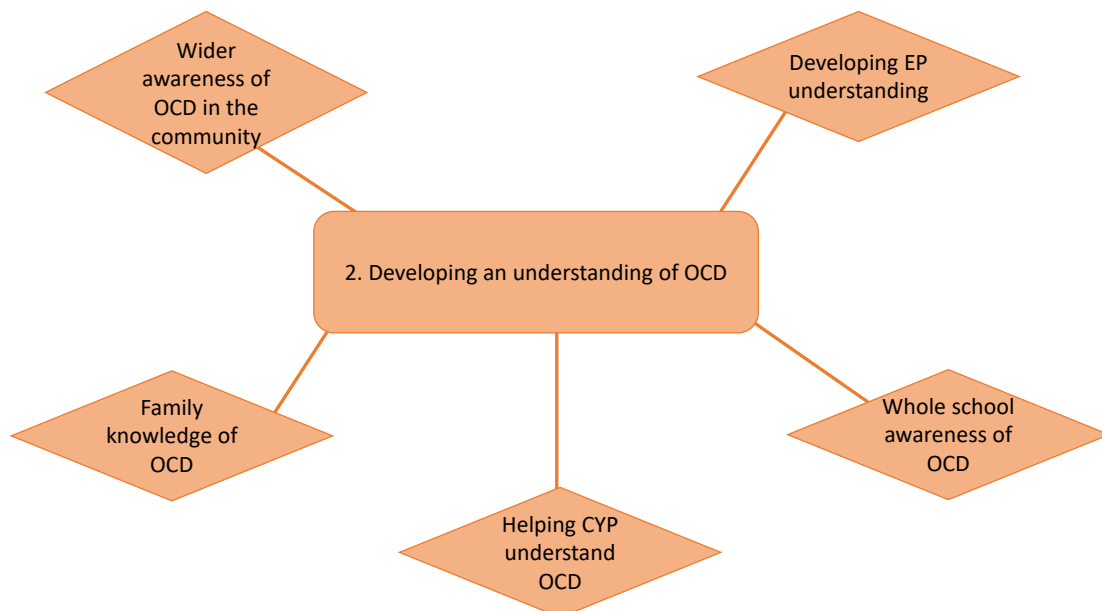 Wider
awareness of
OCD in the
community
Developing EP
understanding
2. Developing an understanding of OCD
Family
knowledge of
OCD
Whole school
awareness of
OCD
Helping CYP
understand
OCD